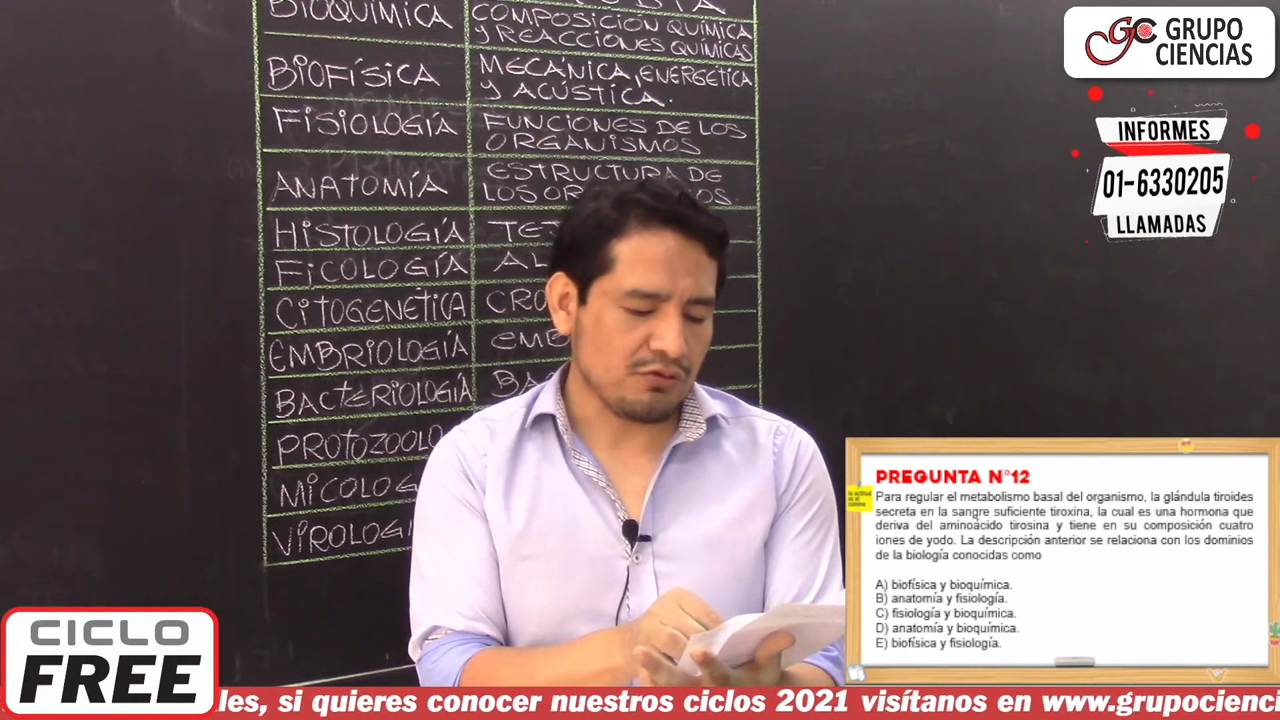 BIOQUÍMICA
COMPOSICIÓN QUÍMICA
Y REACCIONES QUÍMICAS
BIOFÍSICA
MECÁNICA, ENERGÉTICA
Y ACÚSTICA.
FISIOLOGÍA
FUNCIONES DE LOS
ORGANISMOS
ANATOMÍA
ESTRUCTURA DE
LOS
HISTOLOGÍA
FICOLOGÍA
CITOGENÉTICA
EMBRIOLOGÍA
BACTERIOLOGÍA
GRUPO
CIENCIAS
INFORMES
01-6330205
LLAMADAS
PREGUNTA N°12
Para regular el metabolismo basal del organismo, la glándula tiroides
secreta en la sangre suficiente tiroxina, la cual es una hormona que
deriva del aminoácido tirosina y tiene en su composición cuatro
iones de yodo. La descripción anterior se relaciona con los dominios
de la biología conocidas como
A) biofísica y bioquímica.
B) anatomía y fisiología.
C) fisiología y bioquímica.
D) anatomía y bioquímica.
E) biofísica y fisiología.
CICLO
FREE
les, si quieres conocer nuestros ciclos 2021 visítanos en www.grupocienci